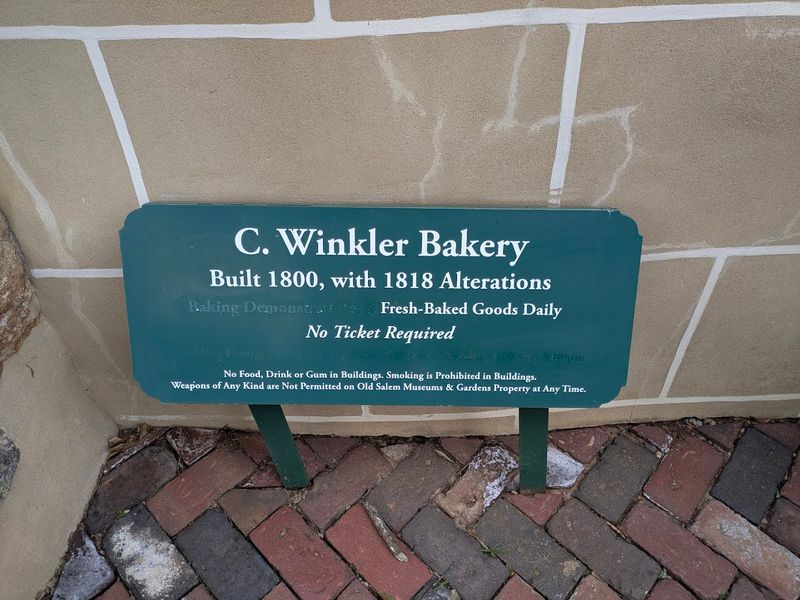 C. Winkler Bakery
Built 1800, with 1818 Alterations
Baking Demonstrations & Fresh-Baked Goods Daily
No Ticket Required
No Food, Drink or Gum in Buildings. Smoking is Prohibited in Buildings.
Weapons of Any Kind are Not Permitted on Old Salem Museums & Gardens Property at Any Time.